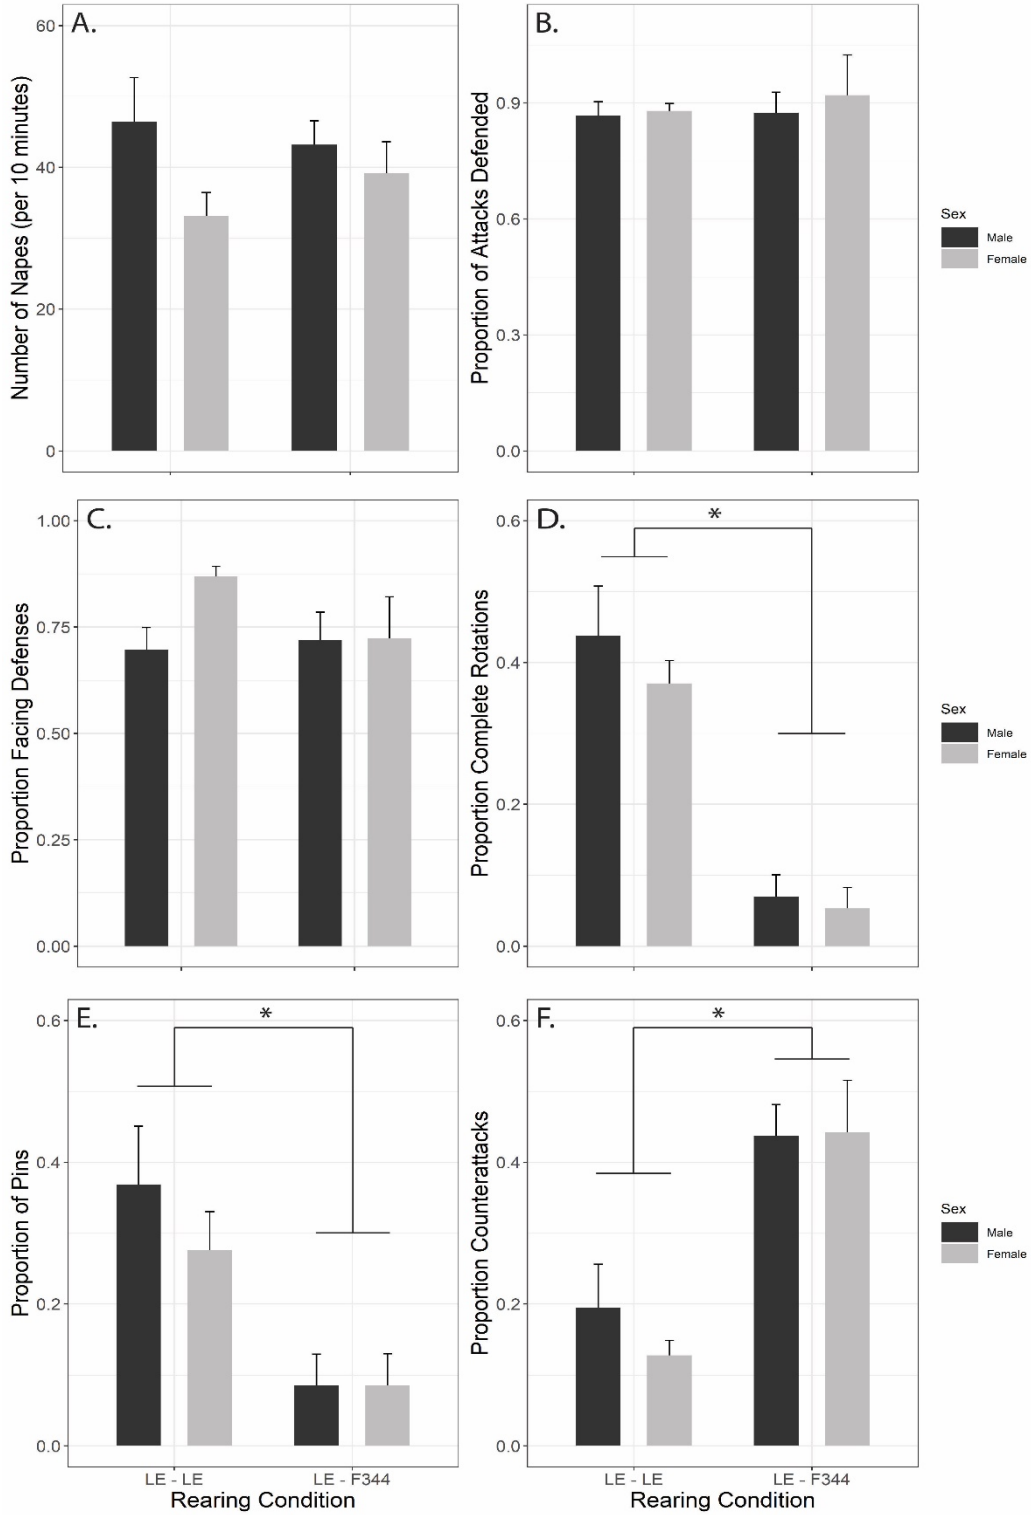 A.
Number of Napes (per 10 minutes)
60
40
20
0
B.
Proportion of Attacks Defended
0.9
0.6
0.3
0.0
Sex
Male
Female
C.
Proportion Facing Defenses
1.00
0.75
0.50
0.25
0.00
D.
*
Proportion Complete Rotations
0.6
0.4
0.2
0.0
Sex
Male
Female
E.
*
Proportion of Pins
0.6
0.4
0.2
0.0
LE - LE
LE - F344
Rearing Condition
F.
*
Proportion Counterattacks
0.6
0.4
0.2
0.0
LE - LE
LE - F344
Rearing Condition
Sex
Male
Female